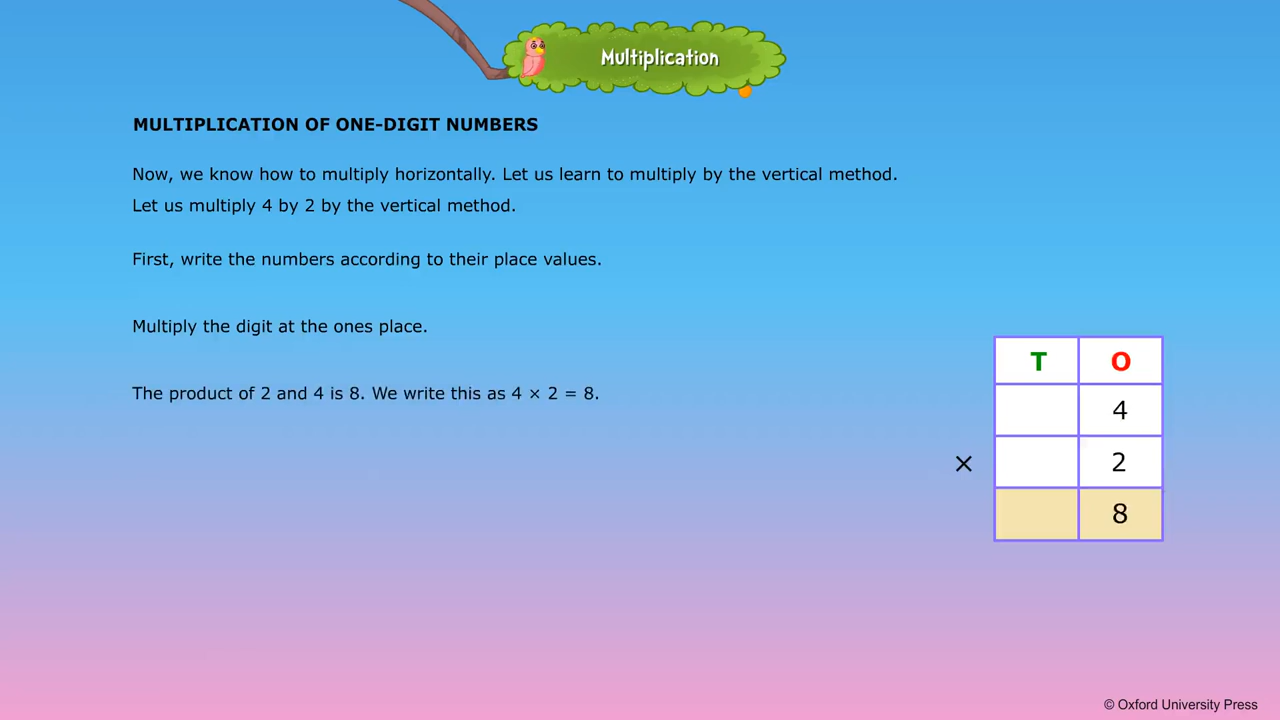 Multiplication
MULTIPLICATION OF ONE-DIGIT NUMBERS
Now, we know how to multiply horizontally. Let us learn to multiply by the vertical method.
Let us multiply 4 by 2 by the vertical method.
First, write the numbers according to their place values.
Multiply the digit at the ones place.
The product of 2 and 4 is 8. We write this as 4 × 2 = 8.
T O
4
× 2
8
© Oxford University Press